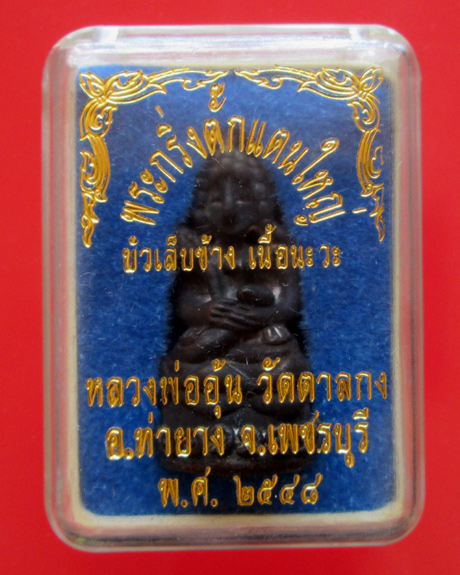 พระกริ่งตั๊กแตนใหญ่
บัวเล็บช้าง เนื้อนะวะ
หลวงพ่ออุ้น วัดตาลกง
อ.ท่ายาง จ.เพชรบุรี
พ.ศ. ๒๕๔๘